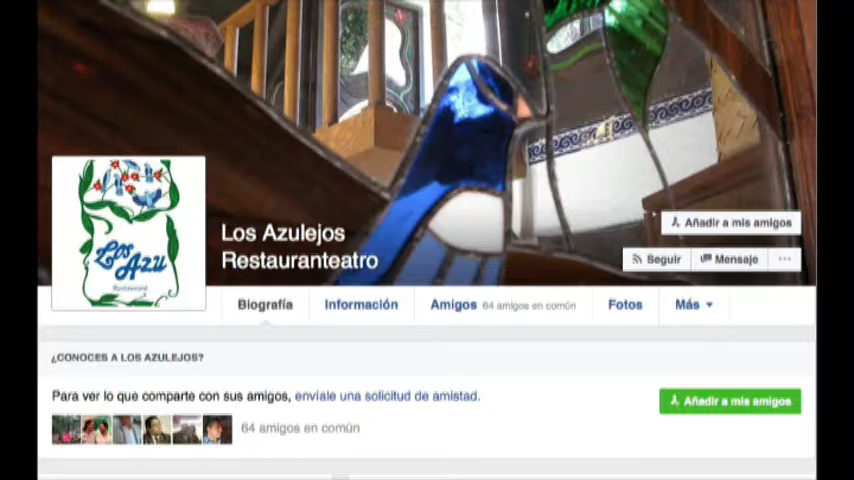 Los Azulejos
Restauranteatro
Los
Azu
Restaurant
Añadir a mis amigos
Seguir
Mensaje
Biografía
Información
Amigos 64 amigos en común
Fotos
Más
¿CONOCES A LOS AZULEJOS?
Para ver lo que comparte con sus amigos, envíale una solicitud de amistad.
Añadir a mis amigos
64 amigos en común